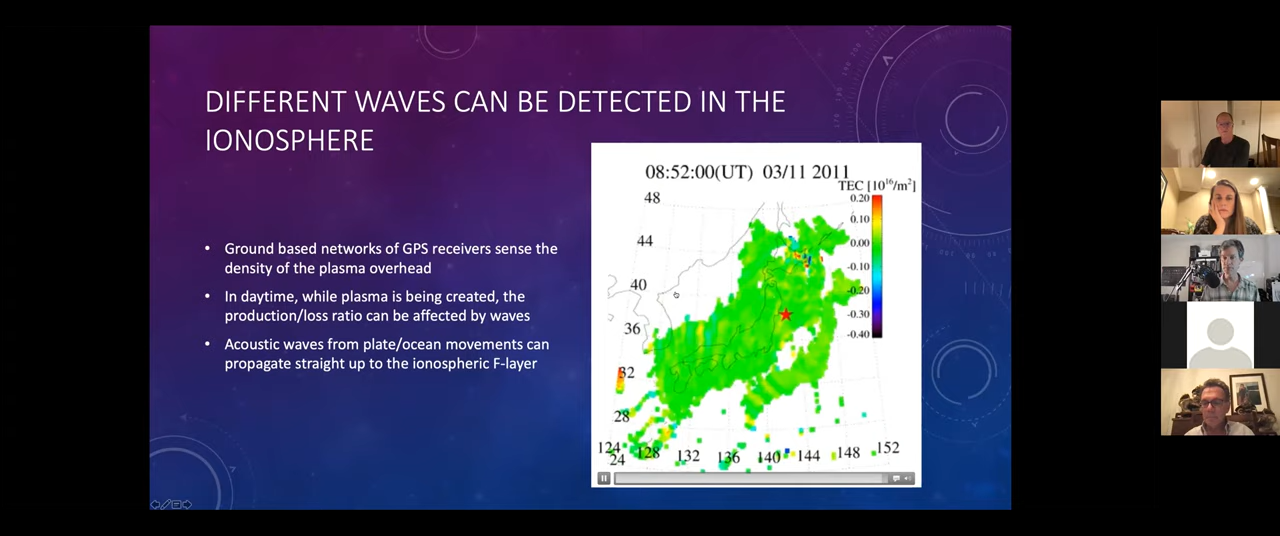 DIFFERENT WAVES CAN BE DETECTED IN THE
IONOSPHERE
• Ground based networks of GPS receivers sense the
density of the plasma overhead
• In daytime, while plasma is being created, the
production/loss ratio can be affected by waves
• Acoustic waves from plate/ocean movements can
propagate straight up to the ionospheric F-layer
08:52:00(UT) 03/11 2011
TEC [10¹⁶/m²]
0.20
0.10
0.00
-0.10
-0.20
-0.30
-0.40
48
44
40
36
32
28
24
124 128 132 136 140 144 148 152